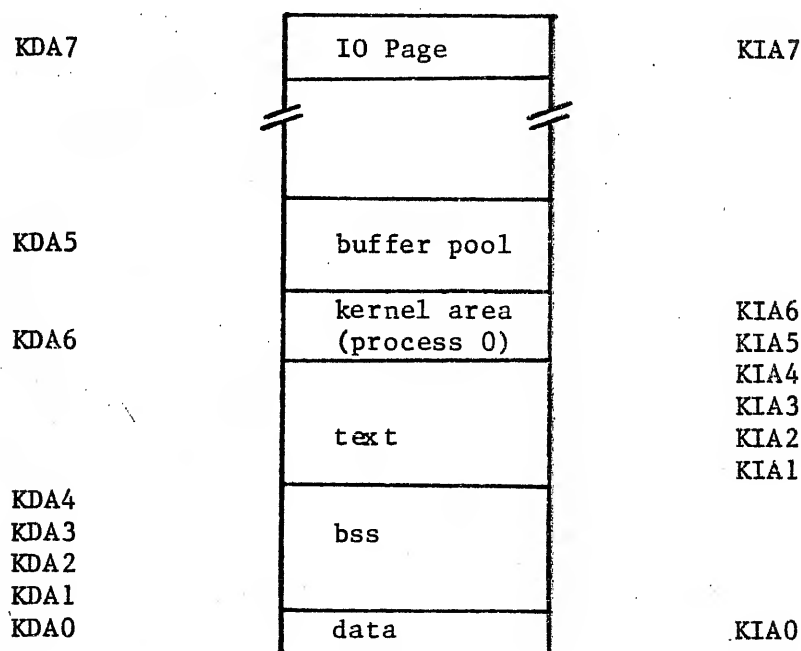 KDA7 IO Page KIA7
KDA5 buffer pool
kernel area KIA6
KDA6 (process 0) KIA5
KIA4
KIA3
text KIA2
KIA1
KDA4
KDA3 bss
KDA2
KDA1
KDA0 data KIA0